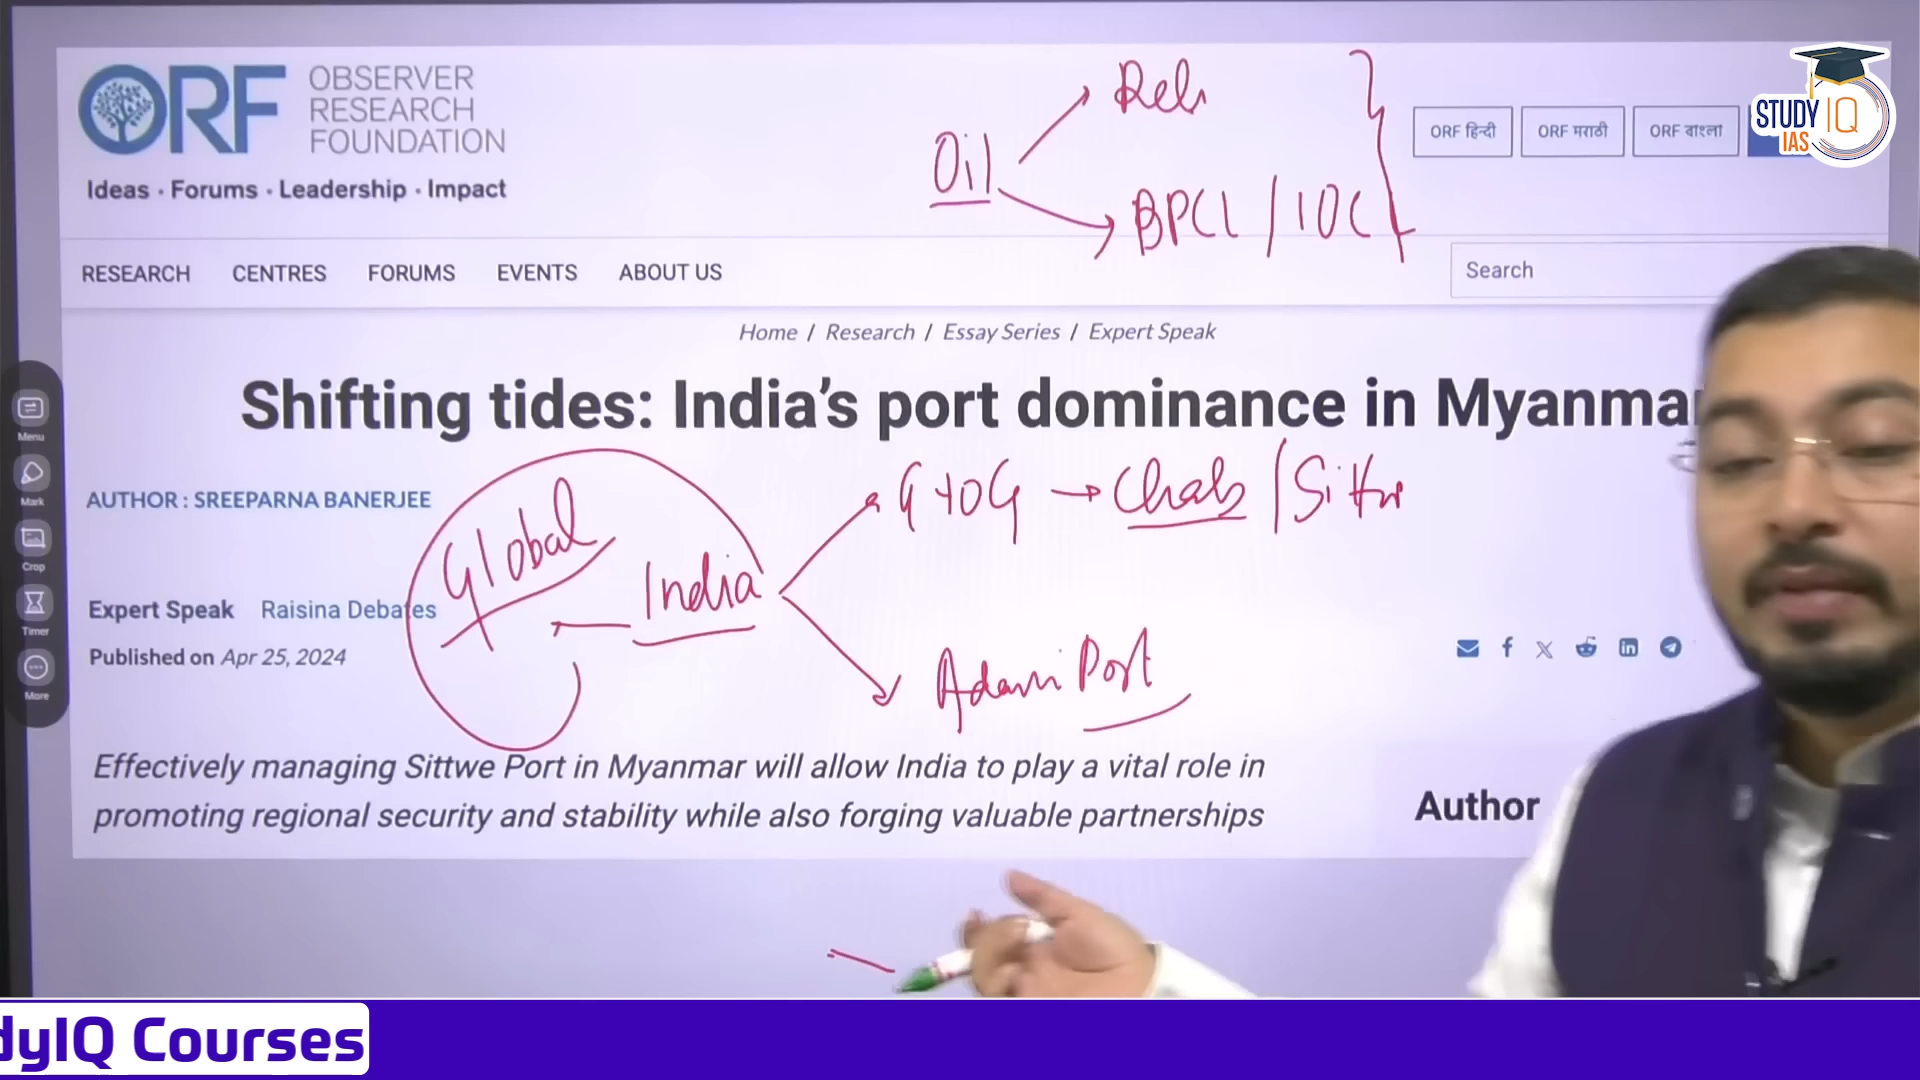 ORF OBSERVER
RESEARCH
FOUNDATION
Ideas · Forums · Leadership · Impact
Oil
Reli
BPCL / IOC
ORF हिन्दी
ORF मराठी
ORF বাংলা
STUDY IQ
IAS
RESEARCH CENTRES FORUMS EVENTS ABOUT US
Search
Home / Research / Essay Series / Expert Speak
Shifting tides: India's port dominance in Myanmar
AUTHOR : SREEPARNA BANERJEE
Global
India
G to G → Chab / Sittw
Adani Port
Expert Speak Raisina Debates
Published on Apr 25, 2024
Menu
Mark
Crop
Timer
More
Effectively managing Sittwe Port in Myanmar will allow India to play a vital role in
promoting regional security and stability while also forging valuable partnerships
Author
dyIQ Courses